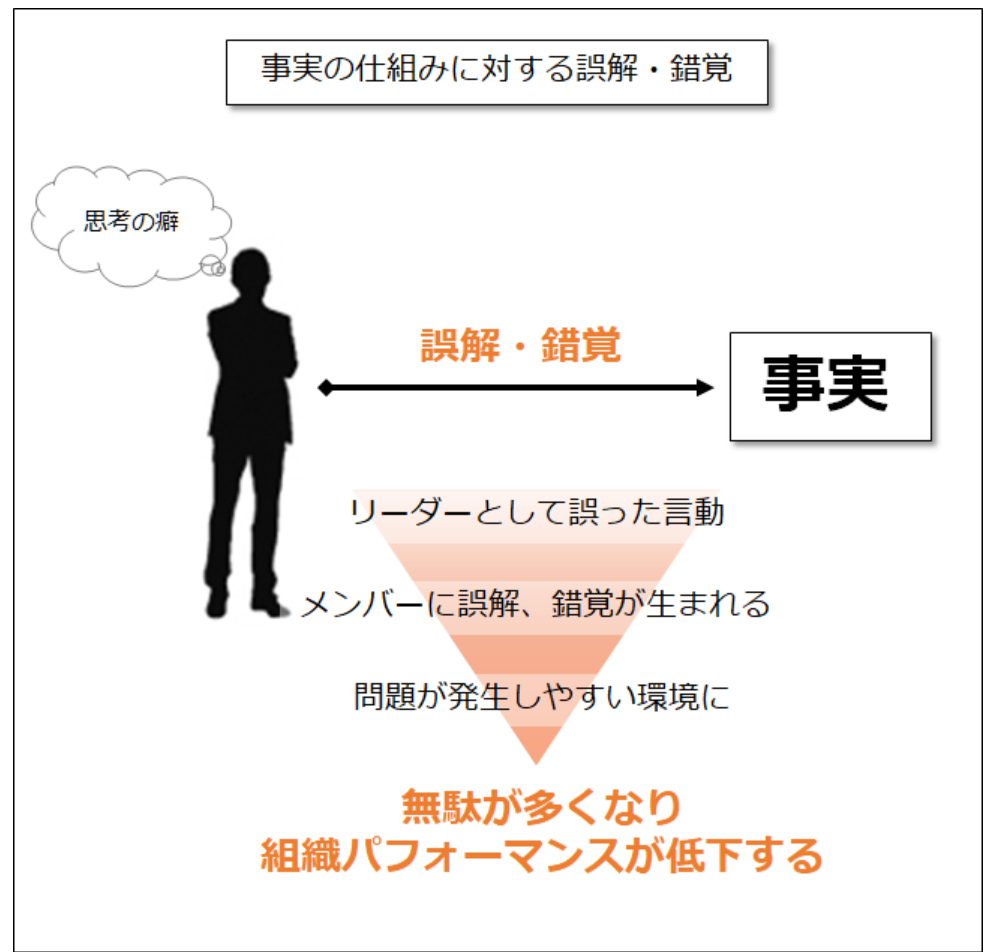 事実の仕組みに対する誤解・錯覚
思考の癖
誤解・錯覚
事実
リーダーとして誤った言動
メンバーに誤解、錯覚が生まれる
問題が発生しやすい環境に
無駄が多くなり
組織パフォーマンスが低下する